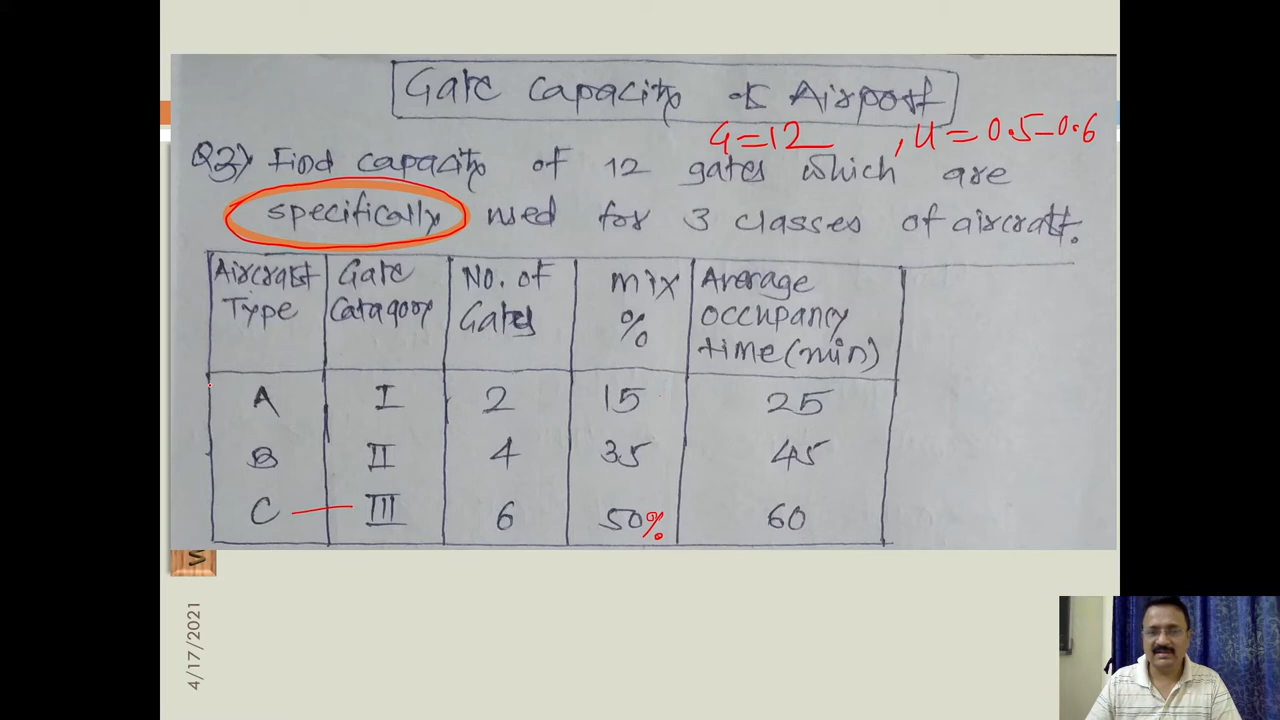 Gate Capacity of Airport
G=12 , u = 0.5-0.6
Q3) Find capacity of 12 gates which are
specifically used for 3 classes of aircraft.
Aircraft Type | Gate Catagory | No. of Gates | mix % | Average occupancy time (min)
A | I | 2 | 15 | 25
B | II | 4 | 35 | 45
C — III | 6 | 50% | 60
S
4/17/2021